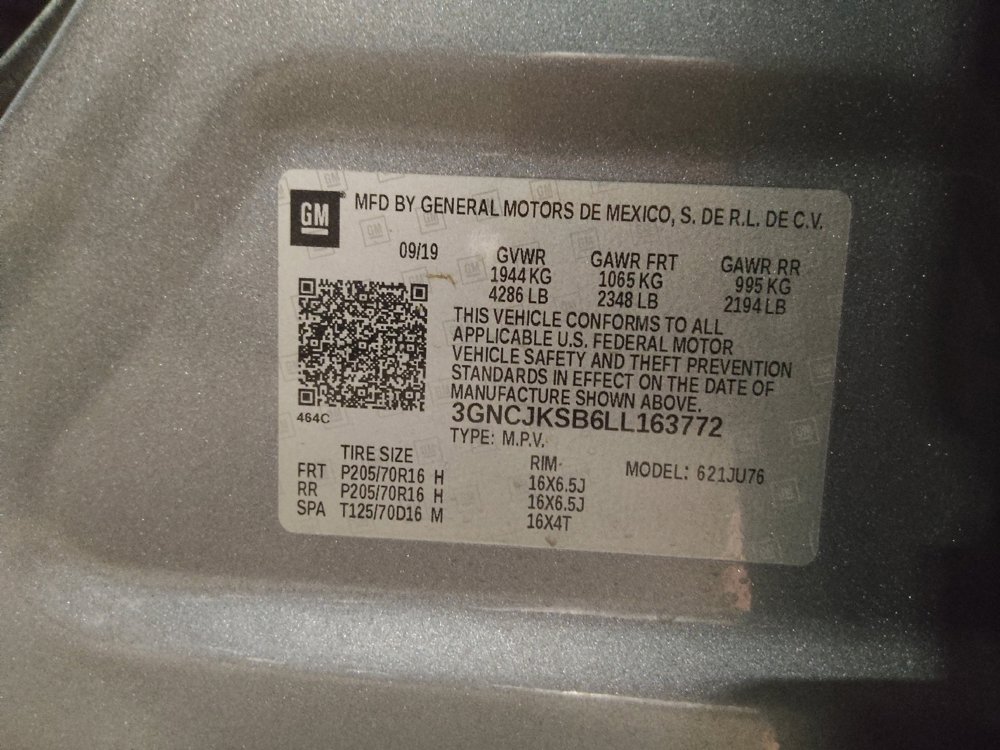 GM
MFD BY GENERAL MOTORS DE MEXICO, S. DE R.L. DE C.V.
09/19 GVWR GAWR FRT GAWR RR
1944 KG 1065 KG 995 KG
4286 LB 2348 LB 2194 LB
THIS VEHICLE CONFORMS TO ALL
APPLICABLE U.S. FEDERAL MOTOR
VEHICLE SAFETY AND THEFT PREVENTION
STANDARDS IN EFFECT ON THE DATE OF
MANUFACTURE SHOWN ABOVE.
464C
3GNCJKSB6LL163772
TYPE: M.P.V.
TIRE SIZE RIM MODEL: 621JU76
FRT P205/70R16 H 16X6.5J
RR P205/70R16 H 16X6.5J
SPA T125/70D16 M 16X4T